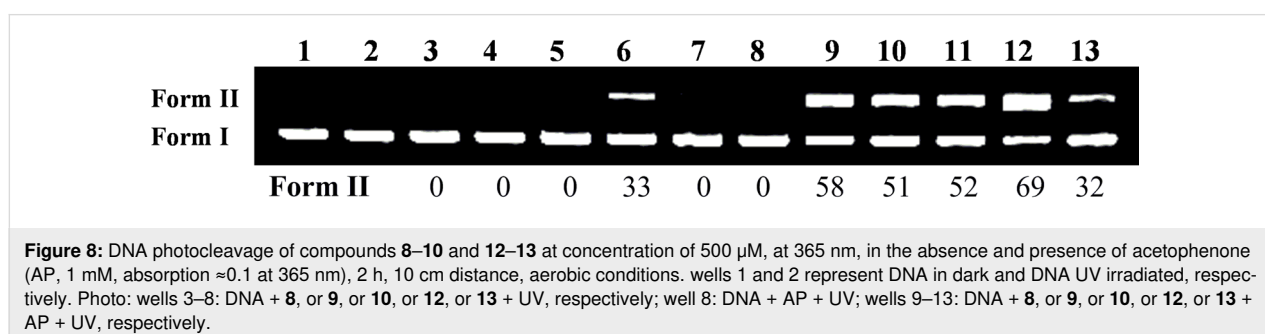 1 2 3 4 5 6 7 8 9 10 11 12 13
Form II
Form I
Form II 0 0 0 33 0 0 58 51 52 69 32
Figure 8: DNA photocleavage of compounds 8–10 and 12–13 at concentration of 500 µM, at 365 nm, in the absence and presence of acetophenone
(AP, 1 mM, absorption ≈0.1 at 365 nm), 2 h, 10 cm distance, aerobic conditions. wells 1 and 2 represent DNA in dark and DNA UV irradiated, respec-
tively. Photo: wells 3–8: DNA + 8, or 9, or 10, or 12, or 13 + UV, respectively; well 8: DNA + AP + UV; wells 9–13: DNA + 8, or 9, or 10, or 12, or 13 +
AP + UV, respectively.